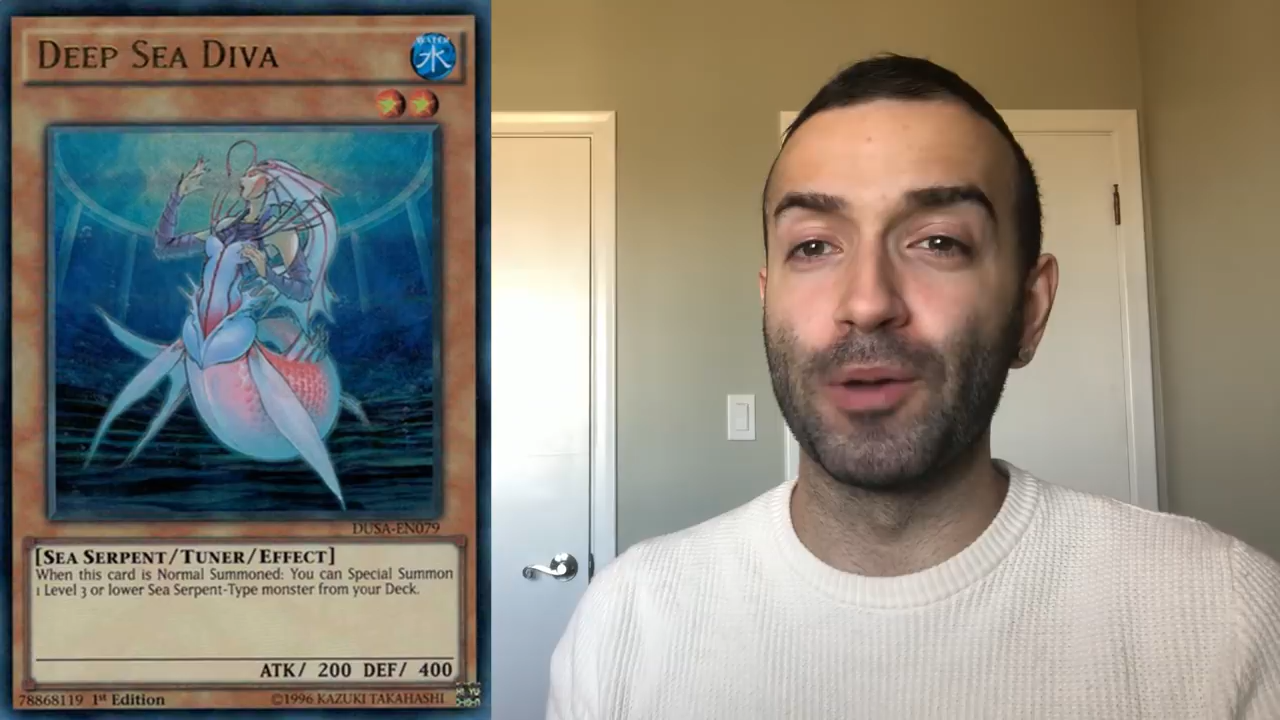 DEEP SEA DIVA
WATER
水
DUSA-EN079
[SEA SERPENT/TUNER/EFFECT]
When this card is Normal Summoned: You can Special Summon
1 Level 3 or lower Sea Serpent-Type monster from your Deck.
ATK/ 200 DEF/ 400
78868119 1st Edition
©1996 KAZUKI TAKAHASHI